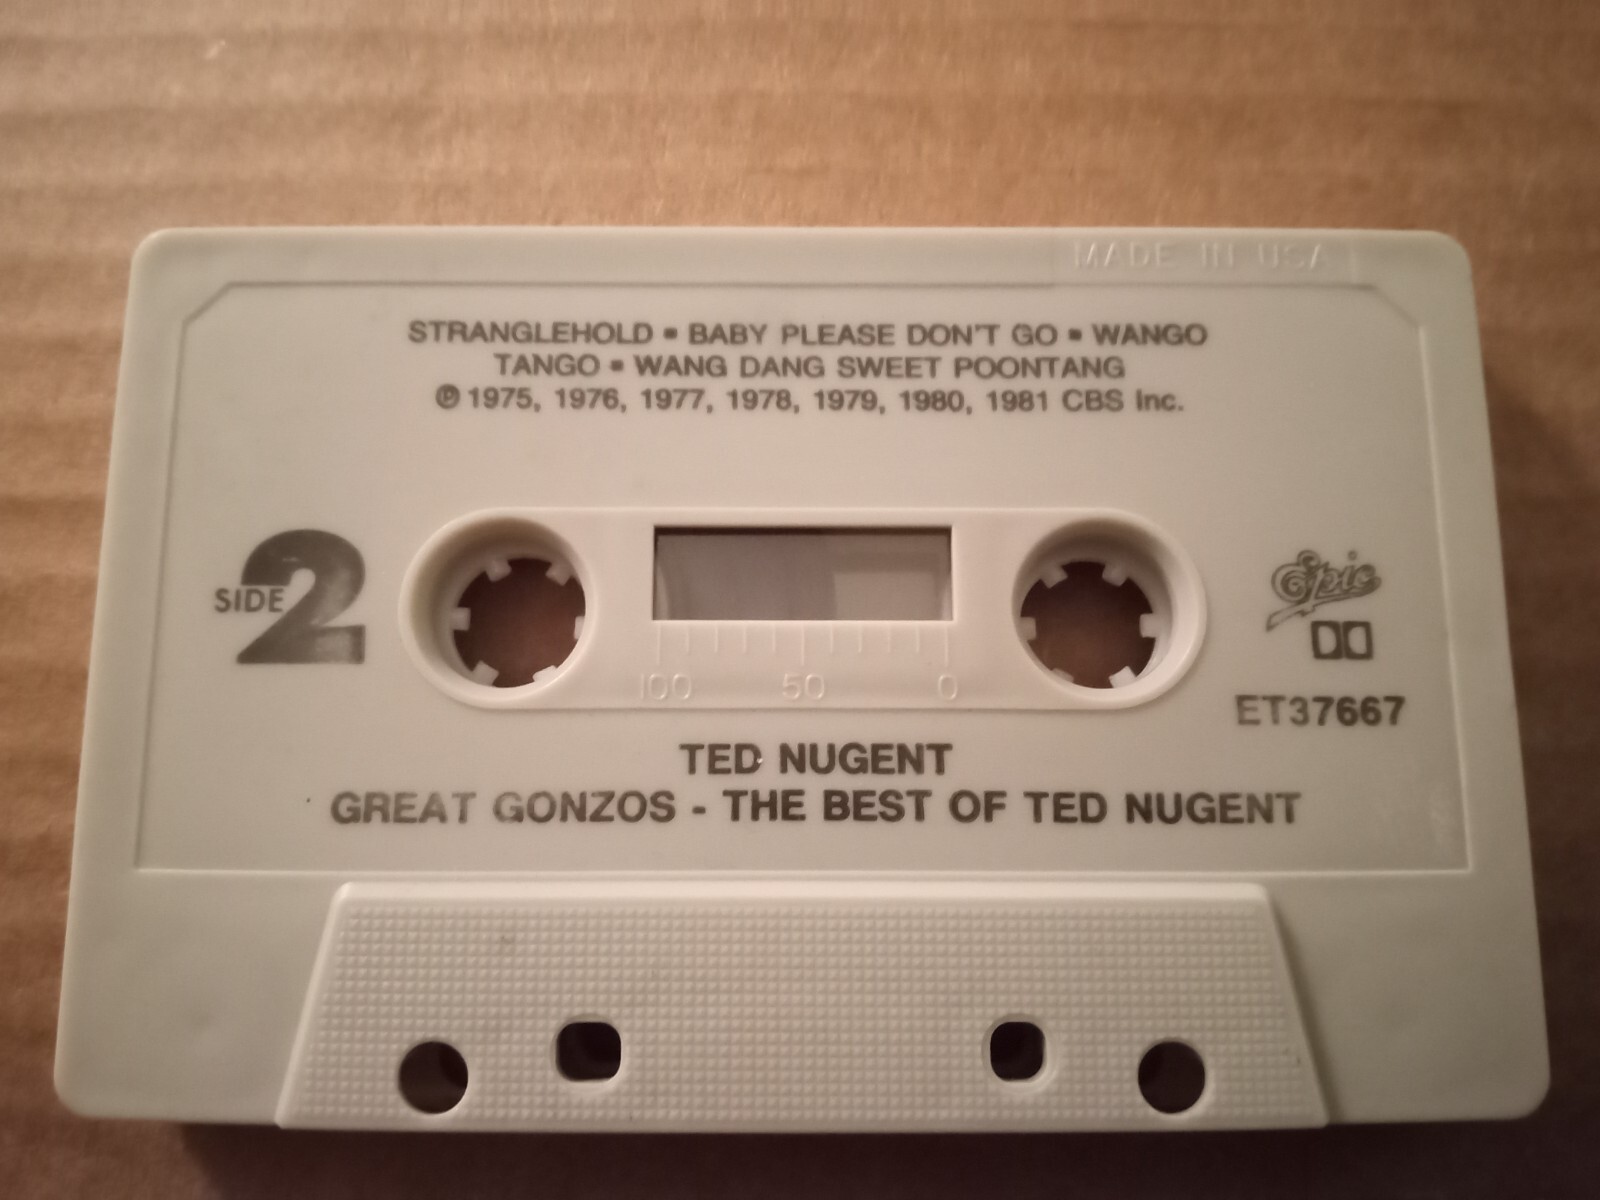 MADE IN USA
STRANGLEHOLD ▪ BABY PLEASE DON'T GO ▪ WANGO
TANGO ▪ WANG DANG SWEET POONTANG
℗ 1975, 1976, 1977, 1978, 1979, 1980, 1981 CBS Inc.
SIDE 2
Epic
100 50 0
ET37667
TED NUGENT
GREAT GONZOS - THE BEST OF TED NUGENT